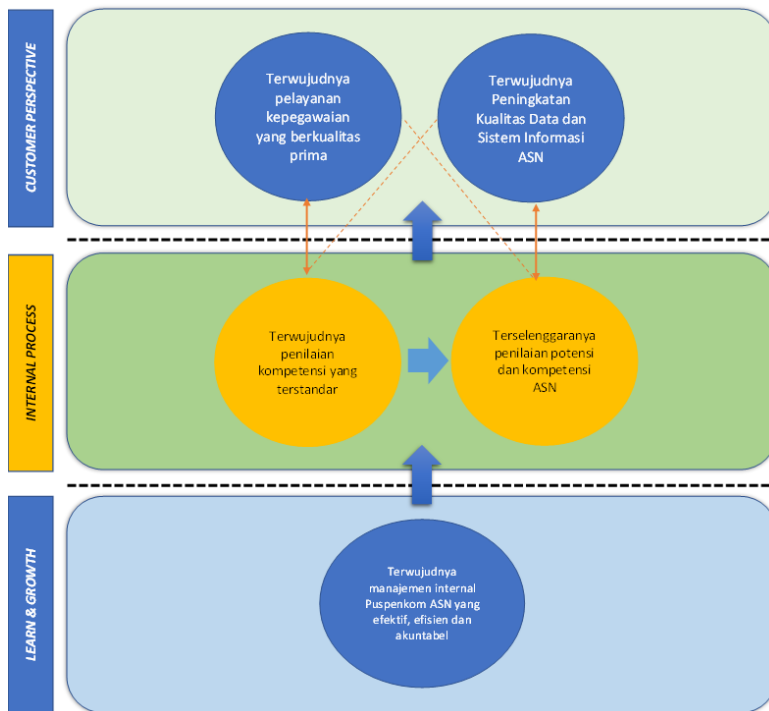 CUSTOMER PERSPECTIVE
Terwujudnya
pelayanan
kepegawaian
yang berkualitas
prima
Terwujudnya
Peningkatan
Kualitas Data dan
Sistem Informasi
ASN
INTERNAL PROCESS
Terwujudnya
penilaian
kompetensi yang
terstandar
Terselenggaranya
penilaian potensi
dan kompetensi
ASN
LEARN & GROWTH
Terwujudnya
manajemen internal
Puspenkom ASN yang
efektif, efisien dan
akuntabel